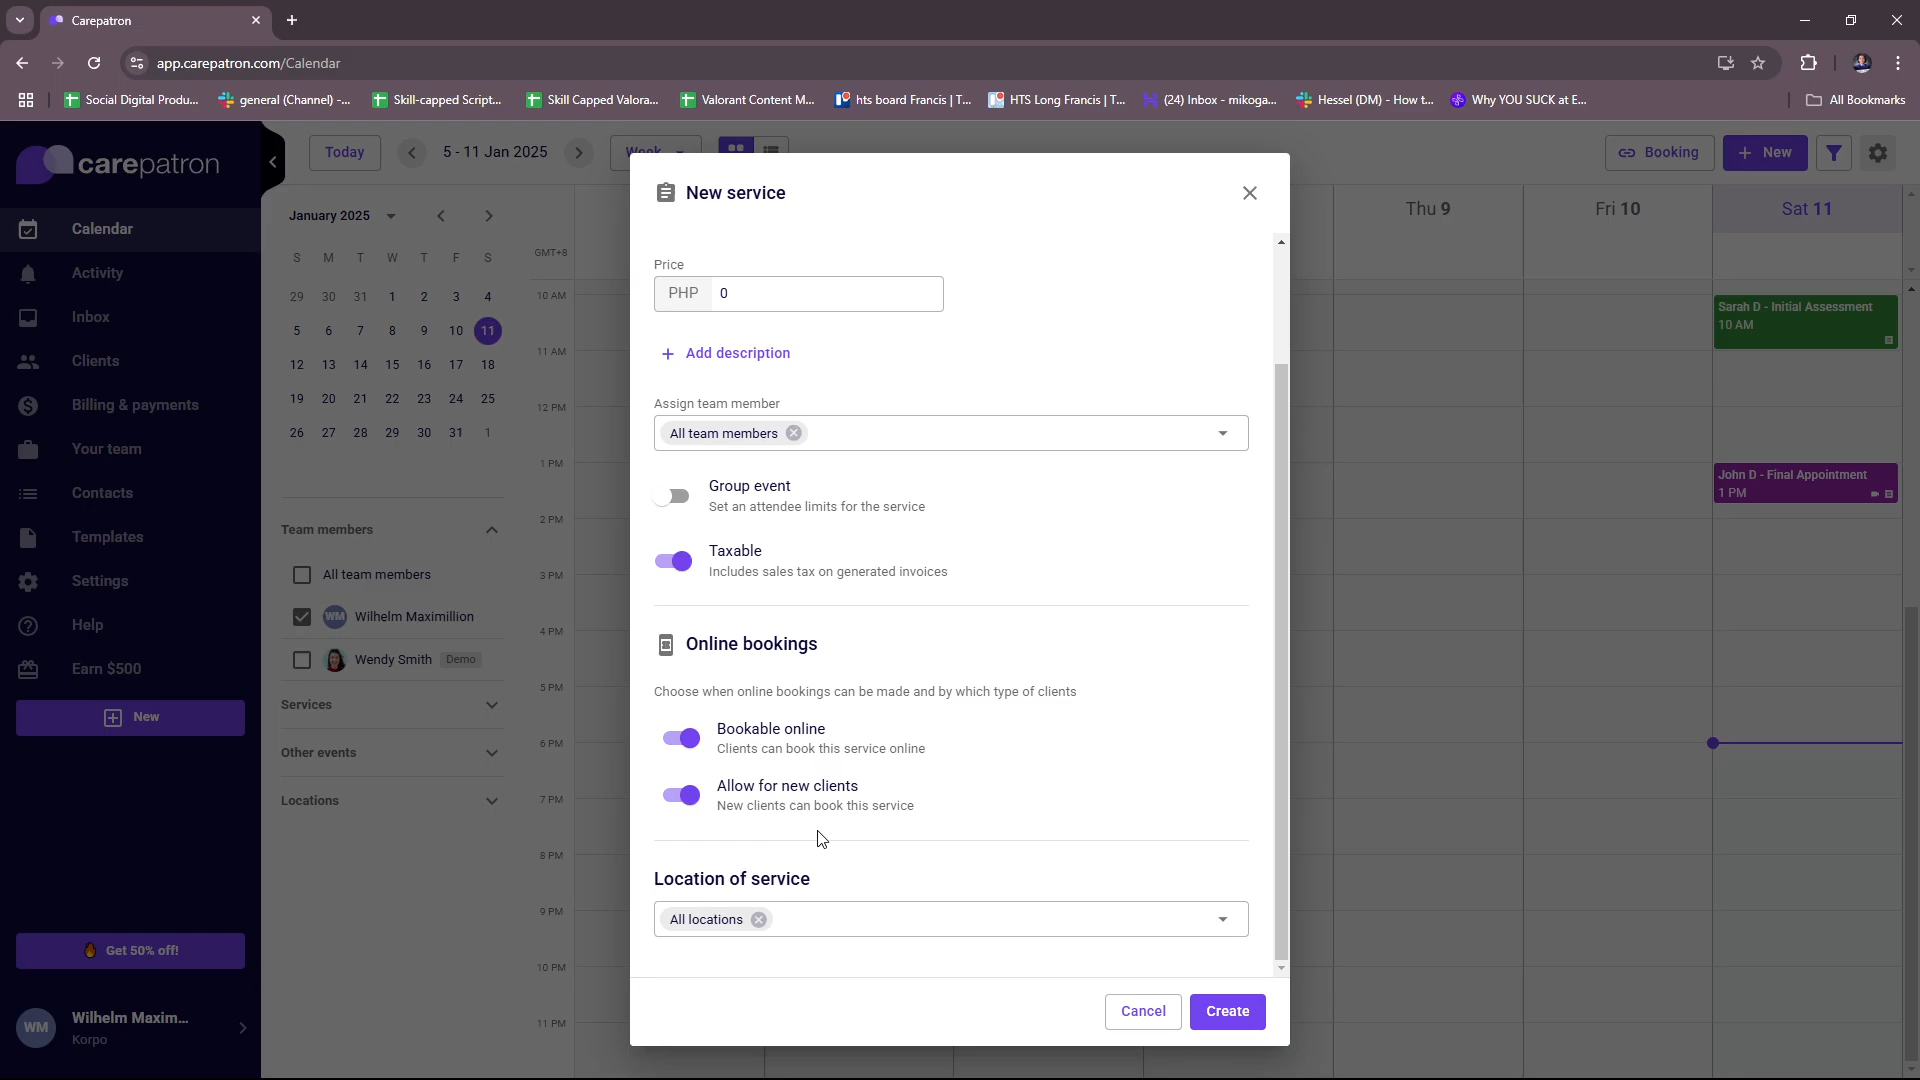 Carepatron
app.carepatron.com/Calendar
Social Digital Produ...
general (Channel) -...
Skill-capped Script...
Skill Capped Valora...
Valorant Content M...
hts board Francis | T...
HTS Long Francis | T...
(24) Inbox - mikoga...
Hessel (DM) - How t...
Why YOU SUCK at E...
All Bookmarks
carepatron
Calendar
Activity
Inbox
Clients
Billing & payments
Your team
Contacts
Templates
Settings
Help
Earn $500
New
🔥 Get 50% off!
WM
Wilhelm Maxim...
Korpo
Today
5 - 11 Jan 2025
Week
Booking
New
January 2025
S M T W T F S
29 30 31 1 2 3 4
5 6 7 8 9 10 11
12 13 14 15 16 17 18
19 20 21 22 23 24 25
26 27 28 29 30 31 1
Team members
All team members
WM Wilhelm Maximillion
Wendy Smith Demo
Services
Other events
Locations
GMT+8
10 AM
11 AM
12 PM
1 PM
2 PM
3 PM
4 PM
5 PM
6 PM
7 PM
8 PM
9 PM
10 PM
11 PM
Thu 9
Fri 10
Sat 11
Sarah D - Initial Assessment
10 AM
John D - Final Appointment
1 PM
New service
Price
PHP 0
Add description
Assign team member
All team members
Group event
Set an attendee limits for the service
Taxable
Includes sales tax on generated invoices
Online bookings
Choose when online bookings can be made and by which type of clients
Bookable online
Clients can book this service online
Allow for new clients
New clients can book this service
Location of service
All locations
Cancel
Create